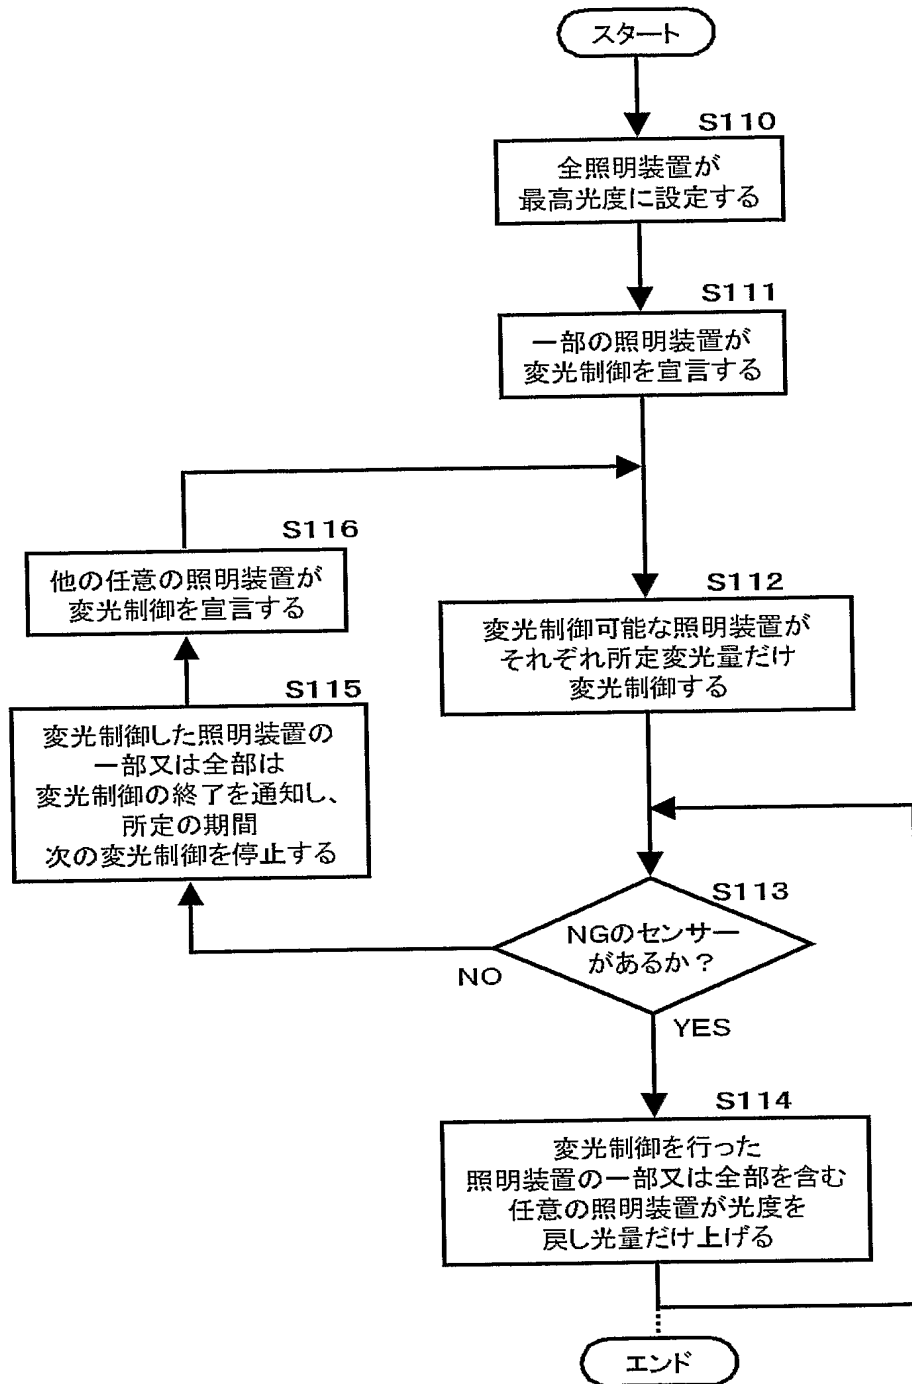 スタート
S110
全照明装置が
最高光度に設定する
S111
一部の照明装置が
変光制御を宣言する
S116
他の任意の照明装置が
変光制御を宣言する
S112
変光制御可能な照明装置が
それぞれ所定変光量だけ
変光制御する
S115
変光制御した照明装置の
一部又は全部は
変光制御の終了を通知し、
所定の期間
次の変光制御を停止する
S113
NGのセンサー
があるか？
NO
YES
S114
変光制御を行った
照明装置の一部又は全部を含む
任意の照明装置が光度を
戻し光量だけ上げる
エンド